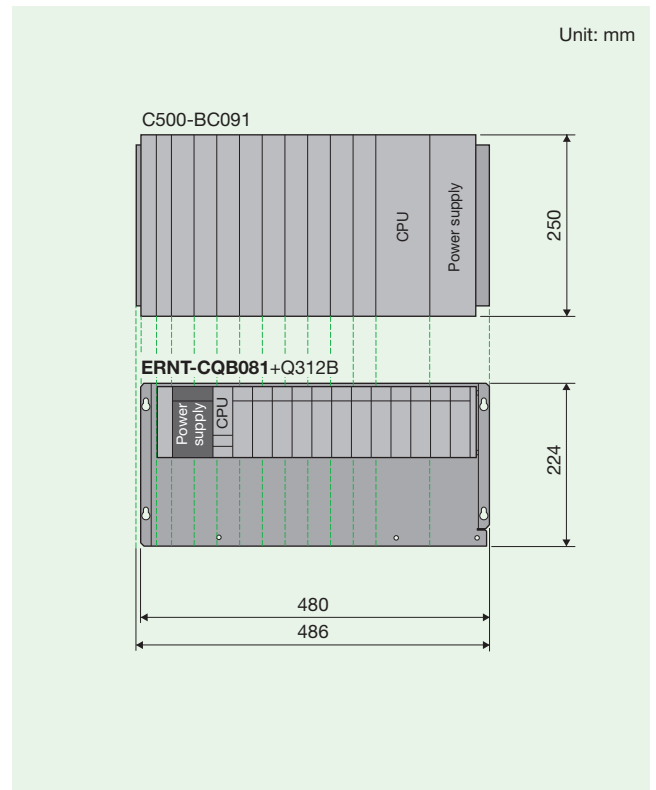 Unit: mm
C500-BC091
CPU
Power supply
250
ERNT-CQB081+Q312B
Power
supply
CPU
224
480
486